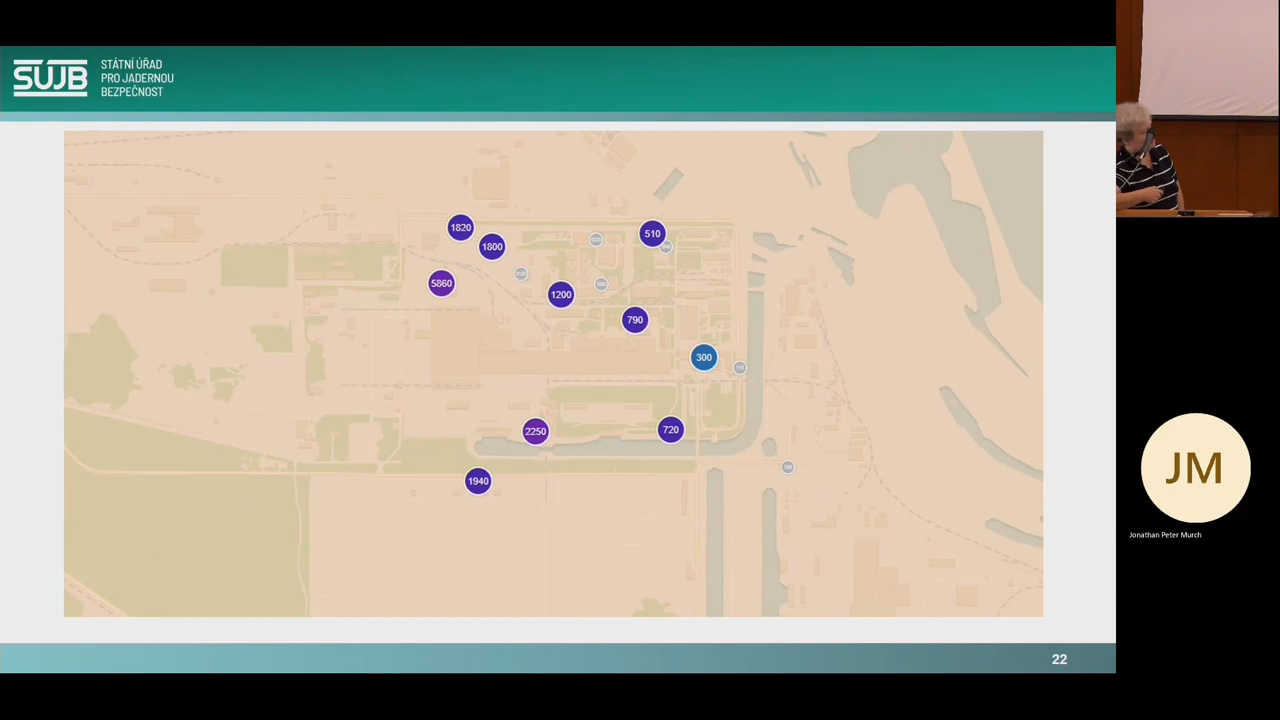 SÚJB
STÁTNÍ ÚŘAD
PRO JADERNOU
BEZPEČNOST
1820
1800
510
5860
1200
790
300
2250
720
1940
22
JM
Jonathan Peter Murch